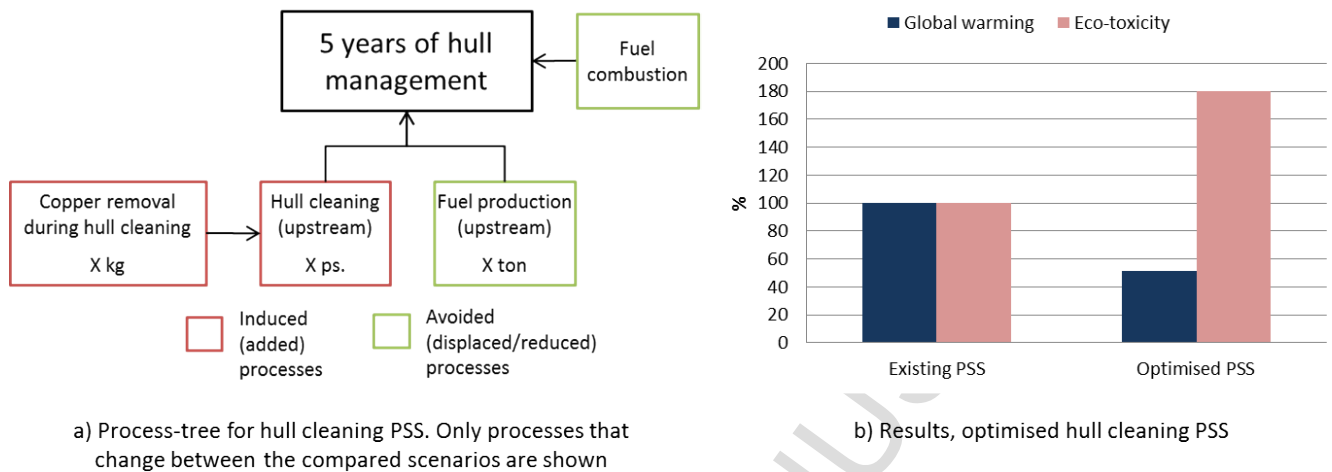 5 years of hull
management
Fuel
combustion
Copper removal
during hull cleaning
X kg
Hull cleaning
(upstream)
X ps.
Fuel production
(upstream)
X ton
Induced
(added)
processes
Avoided
(displaced/reduced)
processes
a) Process-tree for hull cleaning PSS. Only processes that
change between the compared scenarios are shown
Global warming
Eco-toxicity
%
200
180
160
140
120
100
80
60
40
20
0
Existing PSS
Optimised PSS
b) Results, optimised hull cleaning PSS